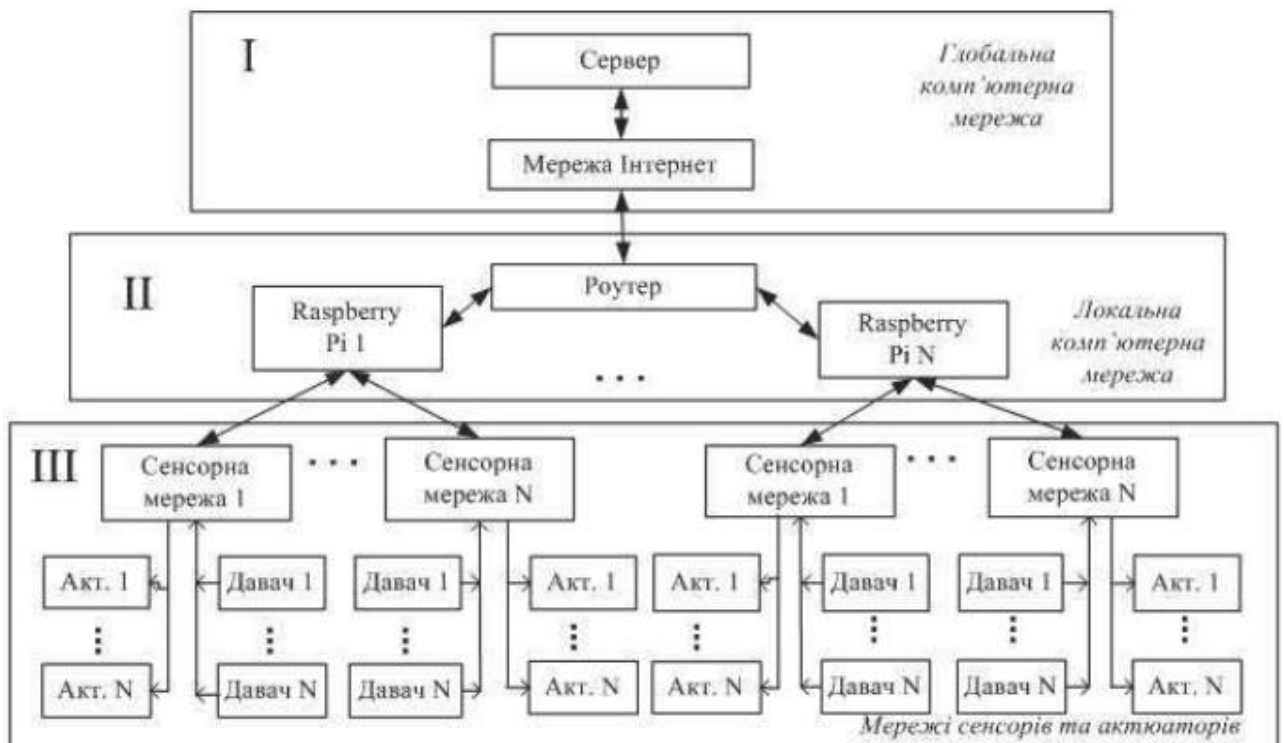 I
Сервер
Глобальна
комп’ютерна
мережа
Мережа Інтернет
II
Роутер
Raspberry
Pi 1
Raspberry
Pi N
Локальна
комп’ютерна
мережа
. . .
III
Сенсорна
мережа 1
. . .
Сенсорна
мережа N
Сенсорна
мережа 1
. . .
Сенсорна
мережа N
Акт. 1
Давач 1
Давач 1
Акт. 1
Акт. 1
Давач 1
Давач 1
Акт. 1
Акт. N
Давач N
Давач N
Акт. N
Акт. N
Давач N
Давач N
Акт. N
Мережі сенсорів та актюаторів